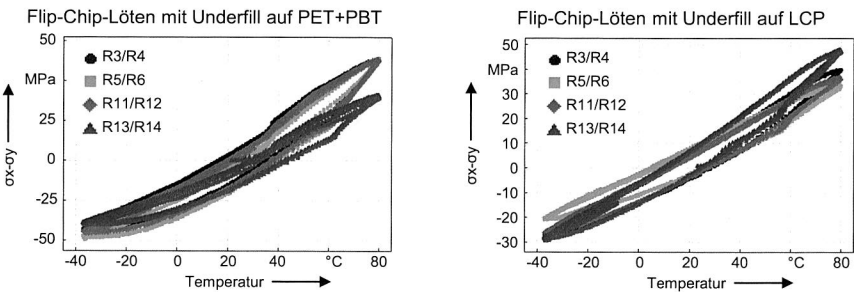 Flip-Chip-Löten mit Underfill auf PET+PBT
50
MPa
25
0
-25
-50
σx-σy
R3/R4
R5/R6
R11/R12
R13/R14
-40 -20 0 20 40 °C 80
Temperatur
Flip-Chip-Löten mit Underfill auf LCP
50
MPa
30
20
10
0
-10
-20
-30
σx-σy
R3/R4
R5/R6
R11/R12
R13/R14
-40 -20 0 20 40 °C 80
Temperatur